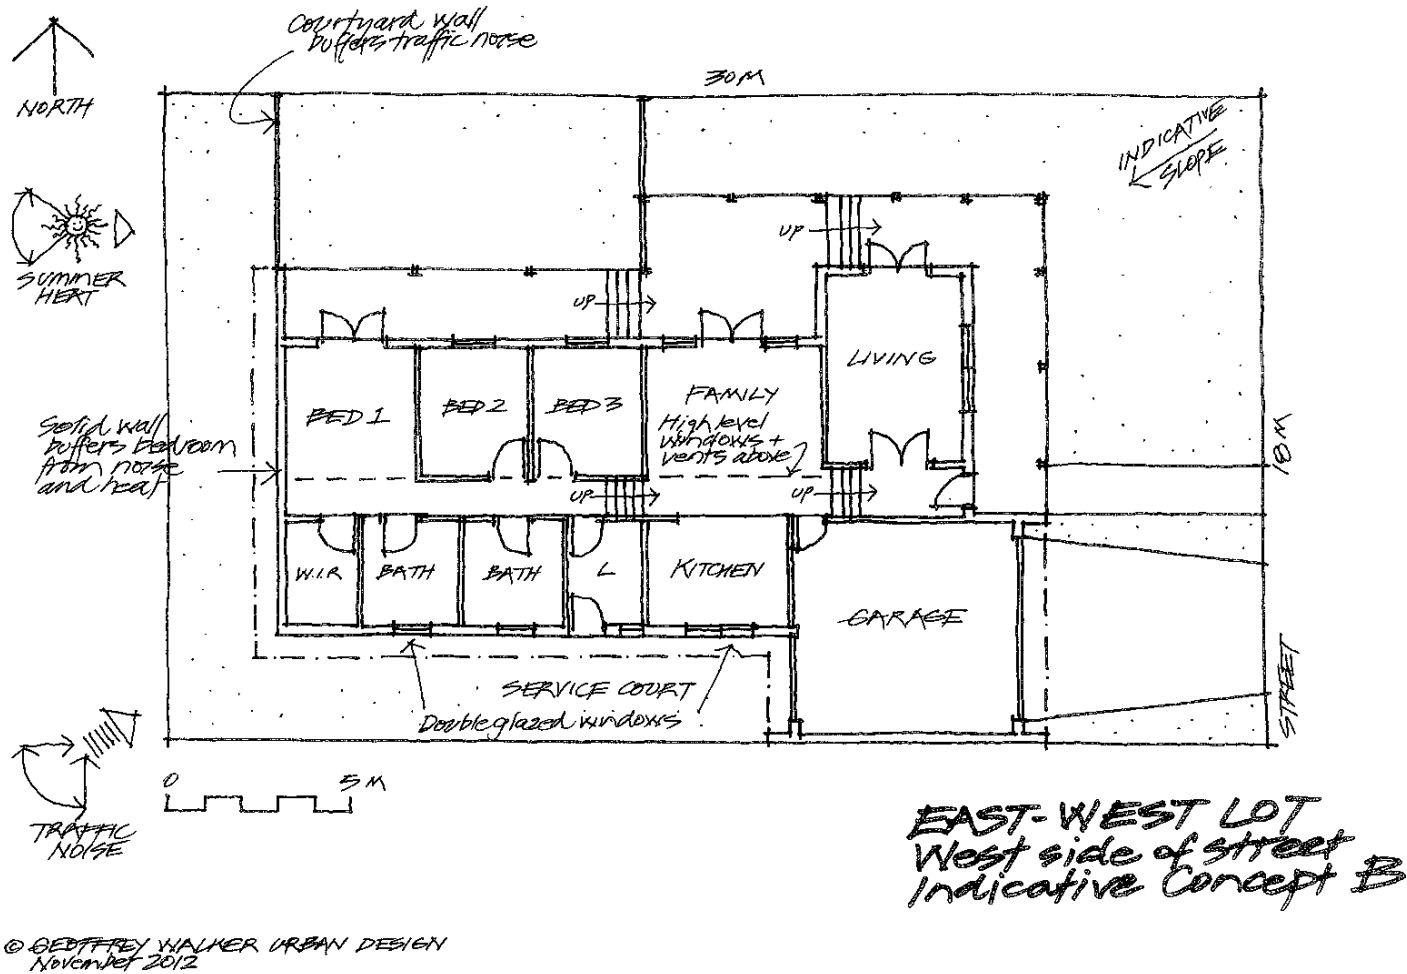 Courtyard wall
buffers traffic noise
30M
NORTH
INDICATIVE
SLOPE
UP
SUMMER
HEAT
UP
LIVING
FAMILY
High level
windows +
vents above
BED 1
BED 2
BED 3
Solid wall
buffers bedroom
from noise
and heat
18M
UP
UP
W.I.R
BATH
BATH
L
KITCHEN
GARAGE
STREET
SERVICE COURT
Double glazed windows
0
5 M
TRAFFIC
NOISE
EAST-WEST LOT
West side of street
Indicative Concept B
© GEOFFREY WALKER URBAN DESIGN
November 2012